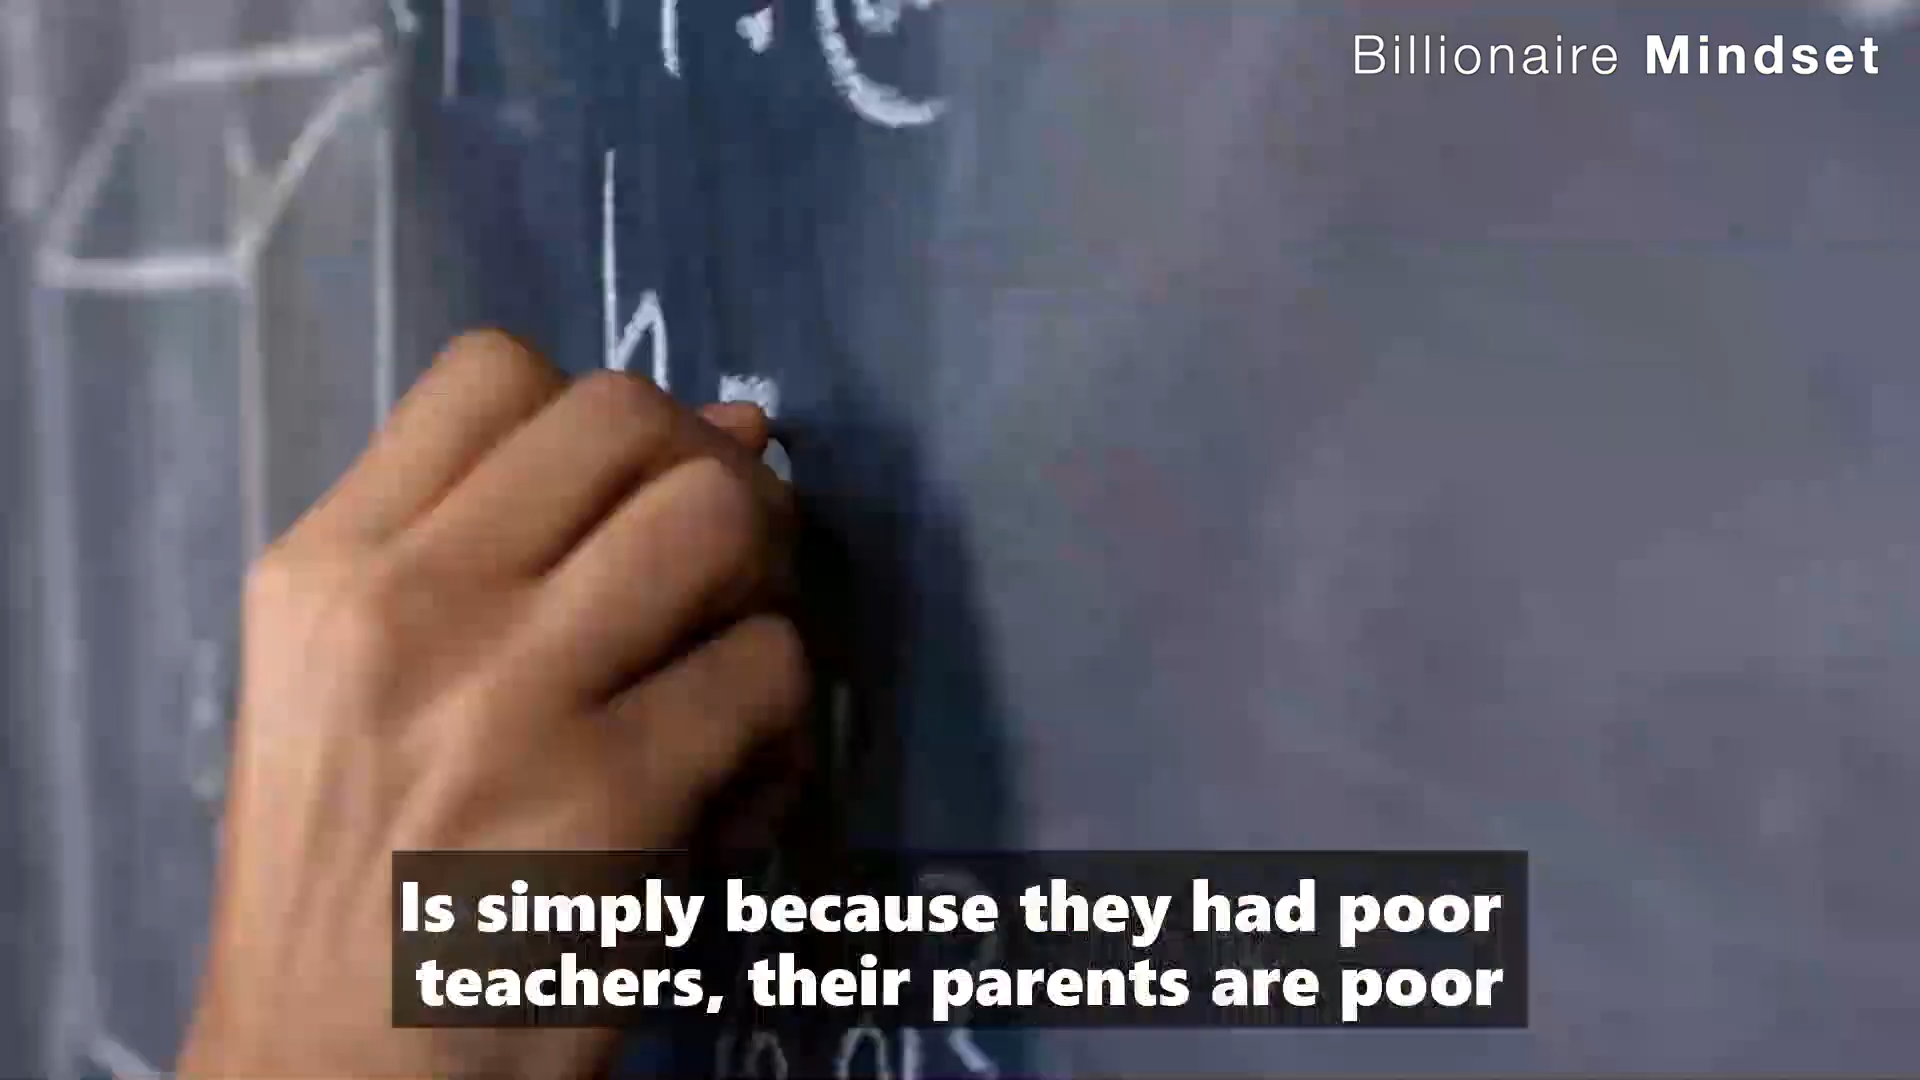 Billionaire Mindset
h
Is simply because they had poor
teachers, their parents are poor